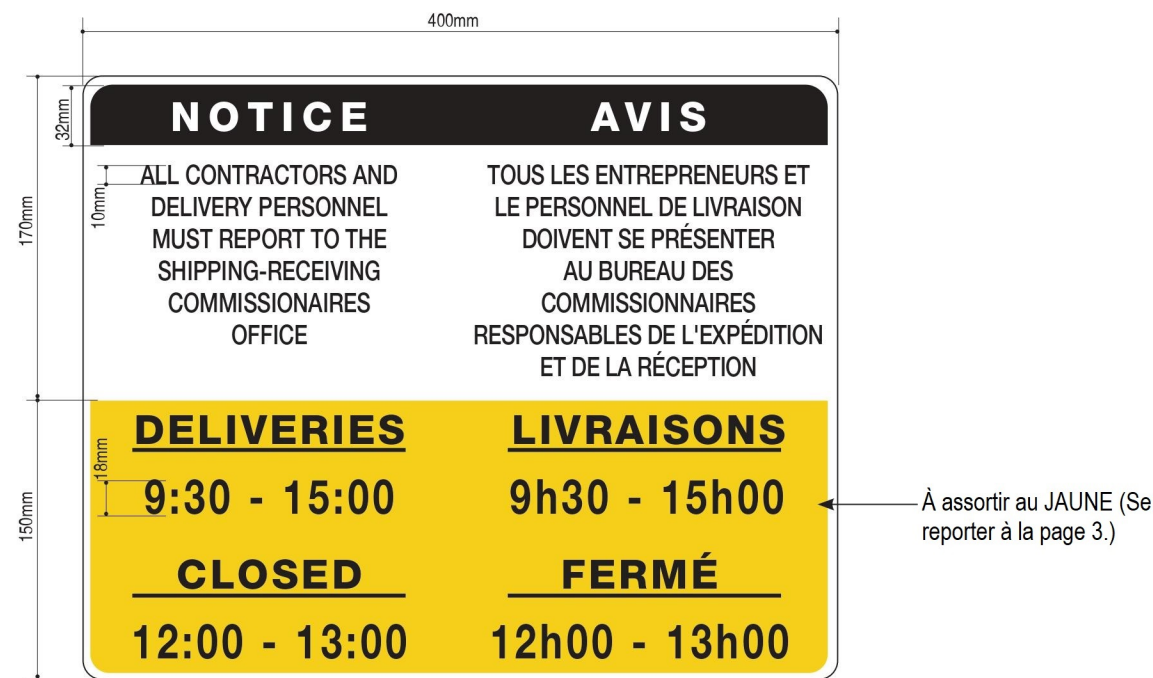 400mm
32mm
NOTICE
AVIS
170mm
10mm
ALL CONTRACTORS AND
DELIVERY PERSONNEL
MUST REPORT TO THE
SHIPPING-RECEIVING
COMMISSIONAIRES
OFFICE
TOUS LES ENTREPRENEURS ET
LE PERSONNEL DE LIVRAISON
DOIVENT SE PRÉSENTER
AU BUREAU DES
COMMISSIONNAIRES
RESPONSABLES DE L'EXPÉDITION
ET DE LA RÉCEPTION
150mm
18mm
DELIVERIES
9:30 - 15:00
CLOSED
12:00 - 13:00
LIVRAISONS
9h30 - 15h00
FERMÉ
12h00 - 13h00
À assortir au JAUNE (Se
reporter à la page 3.)